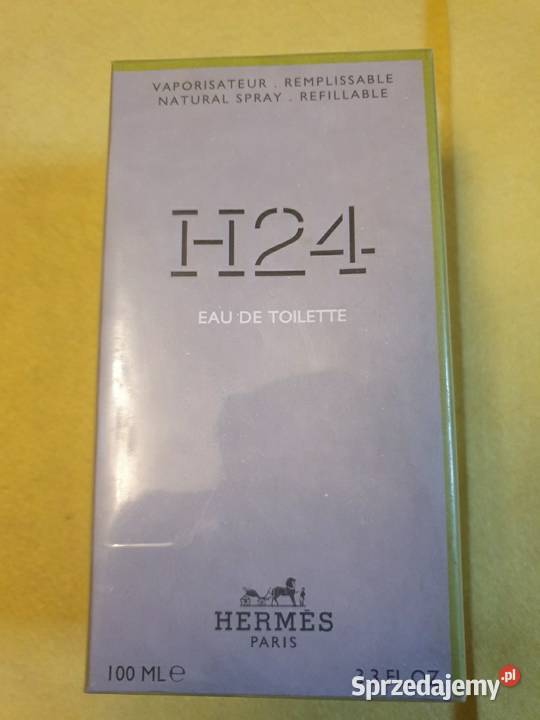 VAPORISATEUR . REMPLISSABLE
NATURAL SPRAY . REFILLABLE
H24
EAU DE TOILETTE
HERMÈS
PARIS
100 ML℮ 3.3 FL OZ
Sprzedajemy.pl